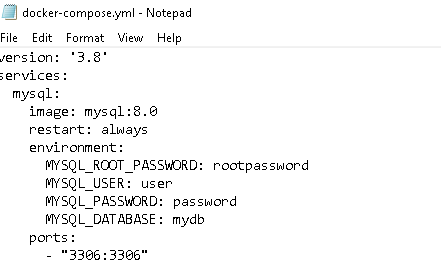 docker-compose.yml - Notepad
File Edit Format View Help
version: '3.8'
services:
  mysql:
    image: mysql:8.0
    restart: always
    environment:
      MYSQL_ROOT_PASSWORD: rootpassword
      MYSQL_USER: user
      MYSQL_PASSWORD: password
      MYSQL_DATABASE: mydb
    ports:
      - "3306:3306"